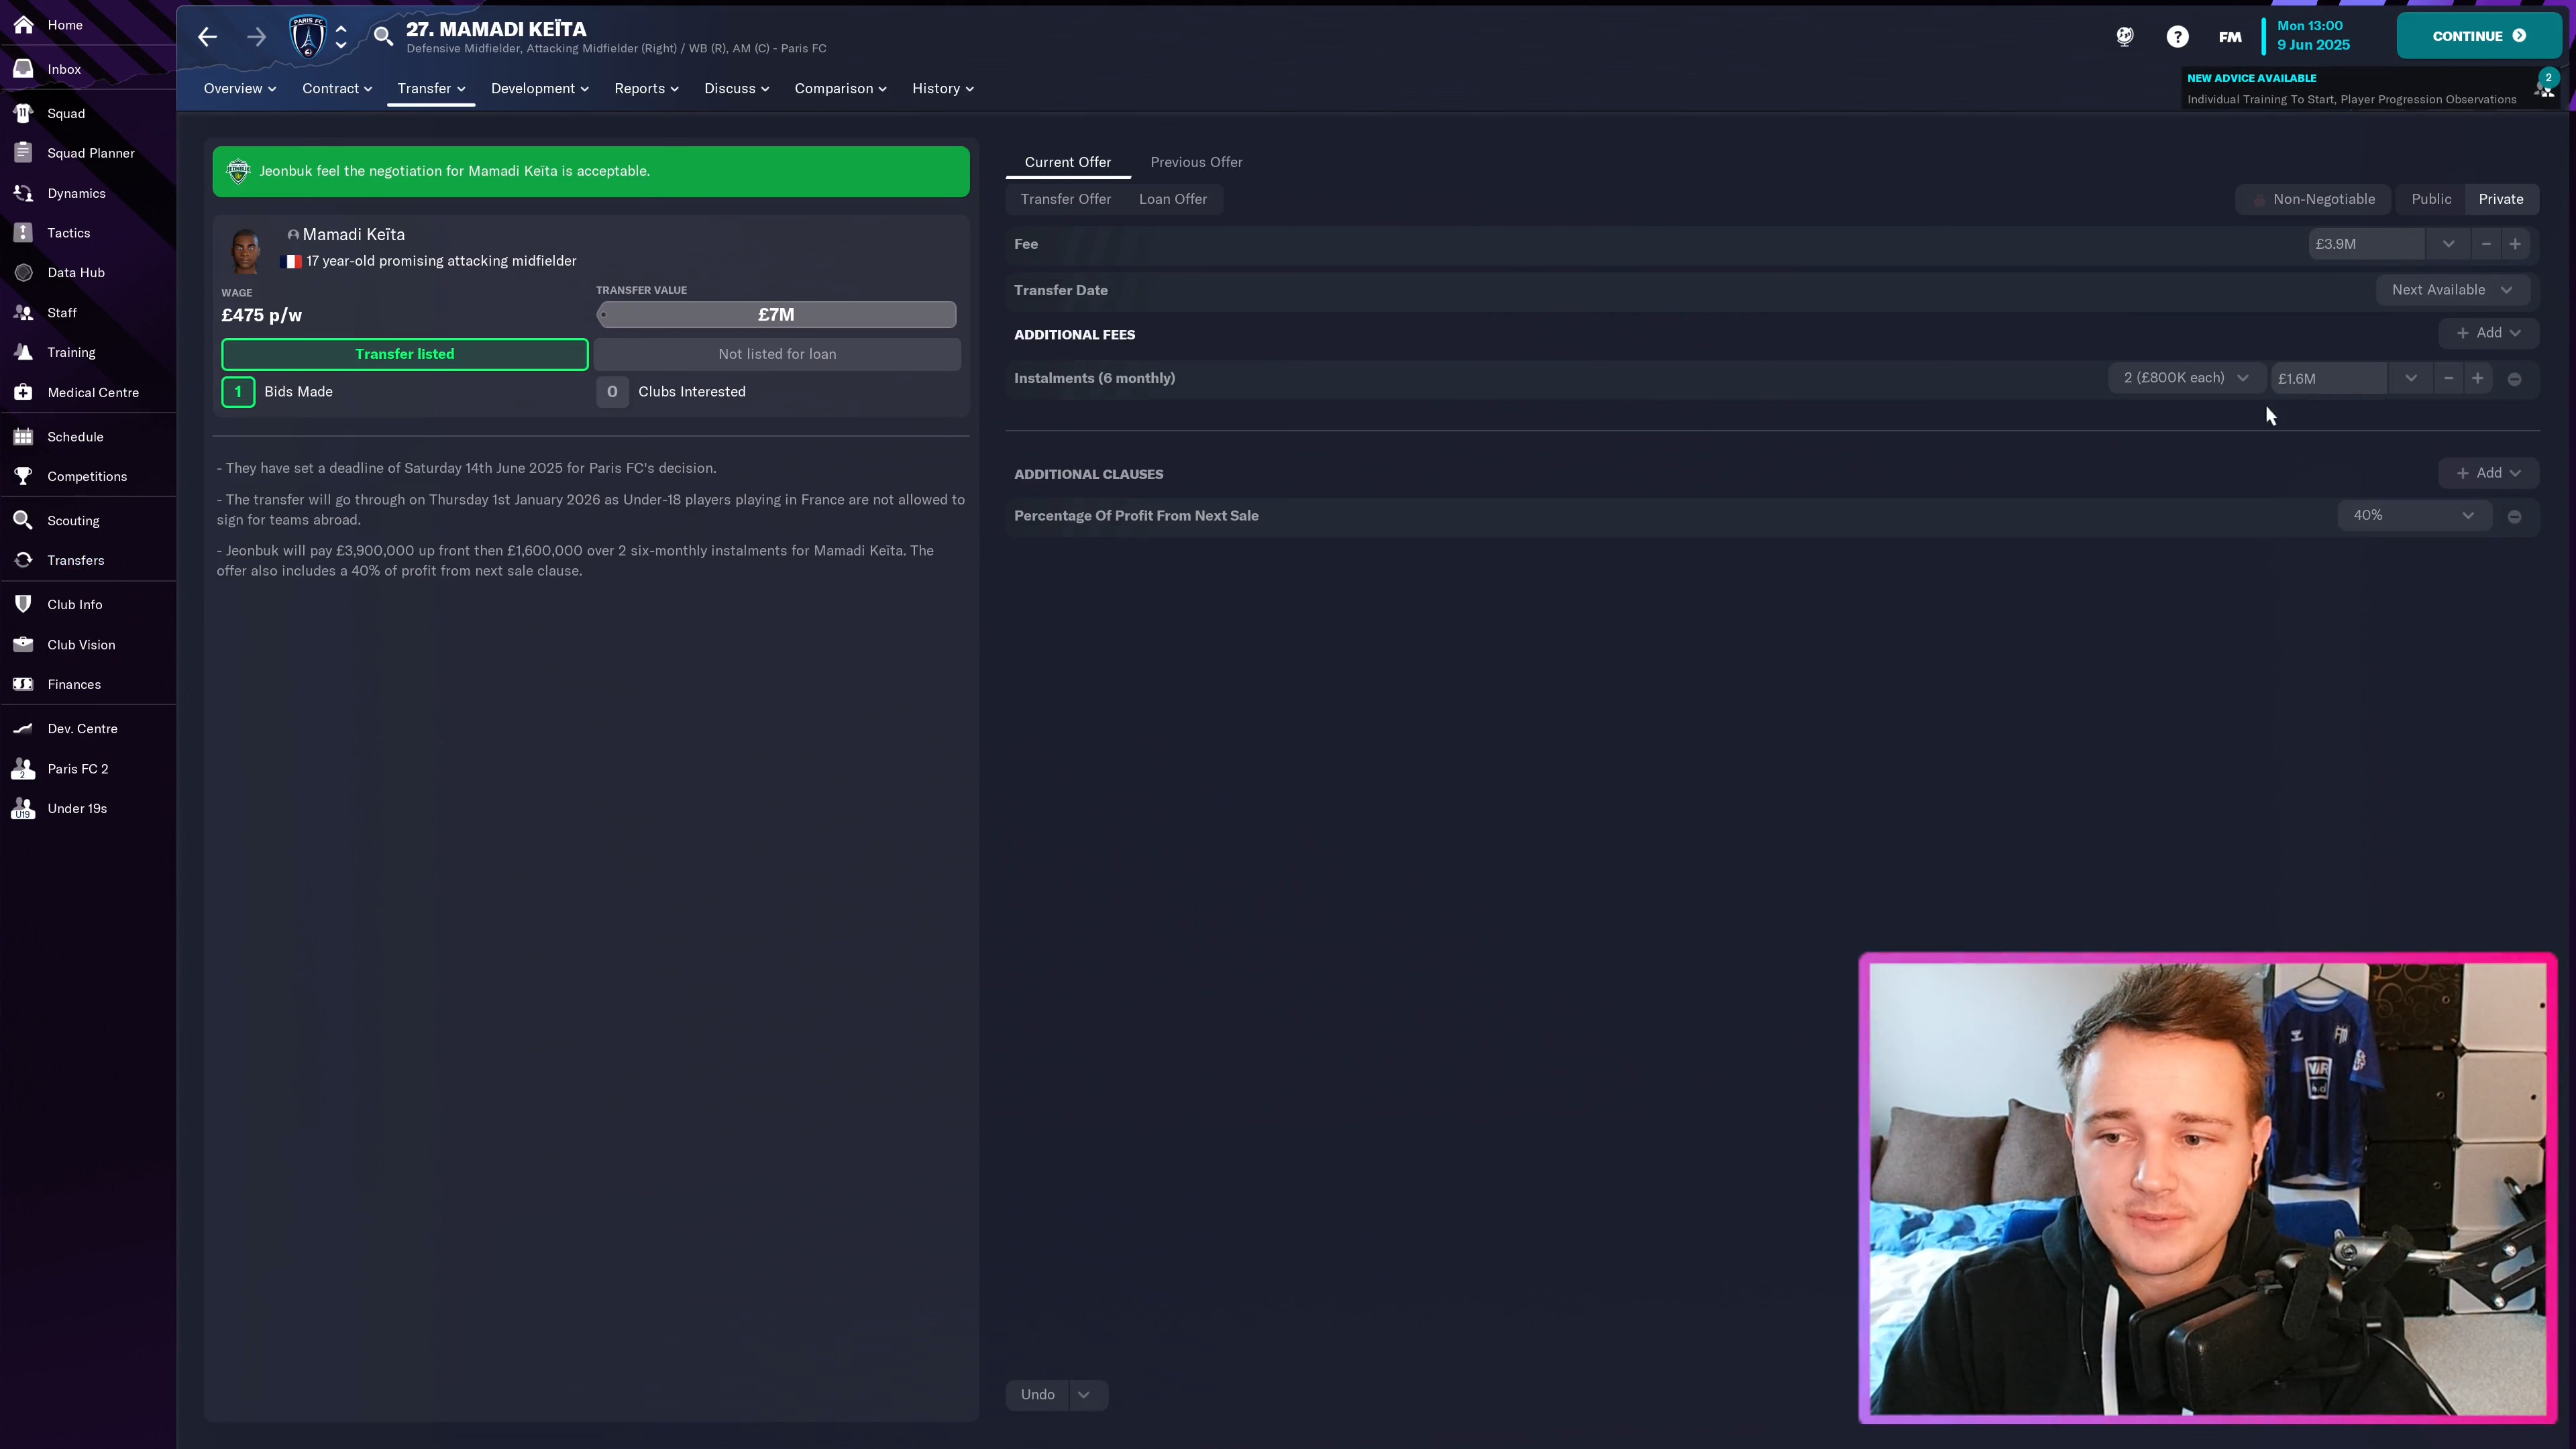 Home
Inbox
Squad
Squad Planner
Dynamics
Tactics
Data Hub
Staff
Training
Medical Centre
Schedule
Competitions
Scouting
Transfers
Club Info
Club Vision
Finances
Dev. Centre
2
Paris FC 2
U19
Under 19s
PARIS FC
27. MAMADI KEÏTA
Defensive Midfielder, Attacking Midfielder (Right) / WB (R), AM (C) - Paris FC
? FM
Mon 13:00
9 Jun 2025
CONTINUE
Overview Contract Transfer Development Reports Discuss Comparison History
NEW ADVICE AVAILABLE
2
Individual Training To Start, Player Progression Observations
Jeonbuk feel the negotiation for Mamadi Keïta is acceptable.
Mamadi Keïta
17 year-old promising attacking midfielder
WAGE
£475 p/w
TRANSFER VALUE
£7M
Transfer listed
Not listed for loan
1 Bids Made
0 Clubs Interested
- They have set a deadline of Saturday 14th June 2025 for Paris FC's decision.
- The transfer will go through on Thursday 1st January 2026 as Under-18 players playing in France are not allowed to
sign for teams abroad.
- Jeonbuk will pay £3,900,000 up front then £1,600,000 over 2 six-monthly instalments for Mamadi Keïta. The
offer also includes a 40% of profit from next sale clause.
Current Offer Previous Offer
Transfer Offer Loan Offer
Non-Negotiable Public Private
Fee £3.9M
Transfer Date Next Available
ADDITIONAL FEES + Add
Instalments (6 monthly) 2 (£800K each) £1.6M
ADDITIONAL CLAUSES + Add
Percentage Of Profit From Next Sale 40%
Undo